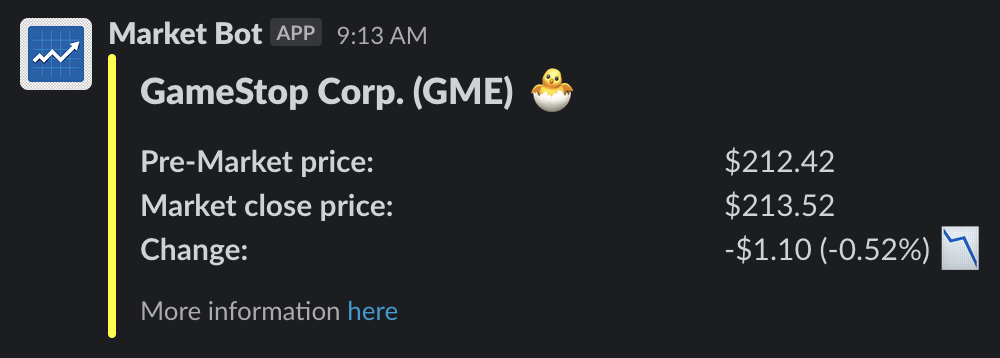 Market Bot APP 9:13 AM
GameStop Corp. (GME) 🐣
Pre-Market price: $212.42
Market close price: $213.52
Change: -$1.10 (-0.52%) 📉
More information here